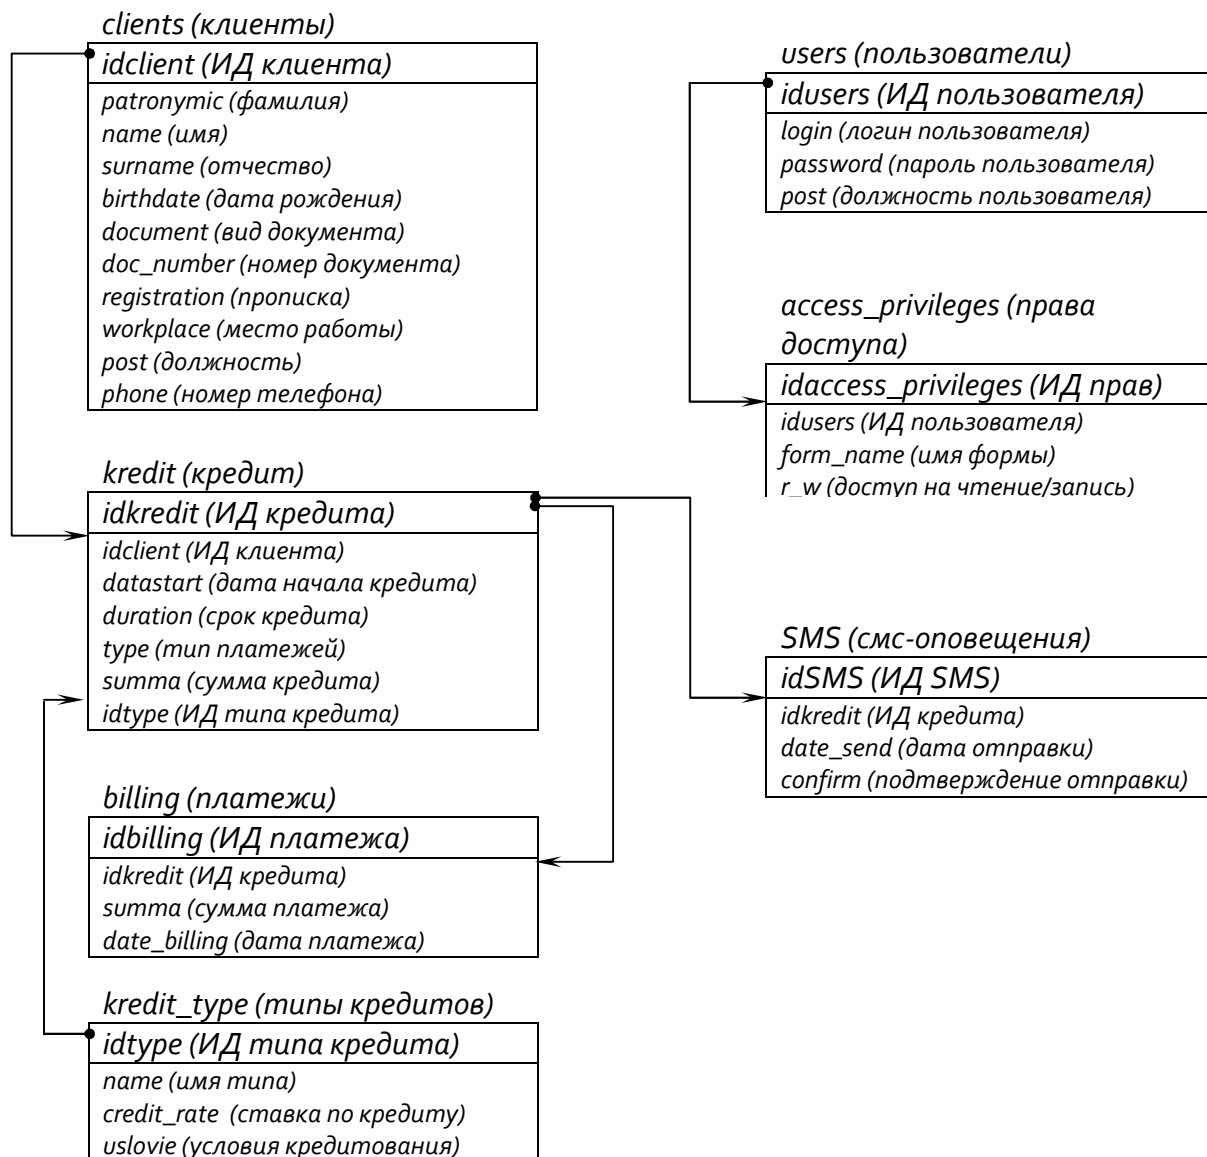 clients (клиенты)
idclient (ИД клиента)
patronymic (фамилия)
name (имя)
surname (отчество)
birthdate (дата рождения)
document (вид документа)
doc_number (номер документа)
registration (прописка)
workplace (место работы)
post (должность)
phone (номер телефона)
kredit (кредит)
idkredit (ИД кредита)
idclient (ИД клиента)
datastart (дата начала кредита)
duration (срок кредита)
type (тип платежей)
summa (сумма кредита)
idtype (ИД типа кредита)
billing (платежи)
idbilling (ИД платежа)
idkredit (ИД кредита)
summa (сумма платежа)
date_billing (дата платежа)
kredit_type (типы кредитов)
idtype (ИД типа кредита)
name (имя типа)
credit_rate (ставка по кредиту)
uslovie (условия кредитования)
users (пользователи)
idusers (ИД пользователя)
login (логин пользователя)
password (пароль пользователя)
post (должность пользователя)
access_privileges (права
доступа)
idaccess_privileges (ИД прав)
idusers (ИД пользователя)
form_name (имя формы)
r_w (доступ на чтение/запись)
SMS (смс-оповещения)
idSMS (ИД SMS)
idkredit (ИД кредита)
date_send (дата отправки)
confirm (подтверждение отправки)